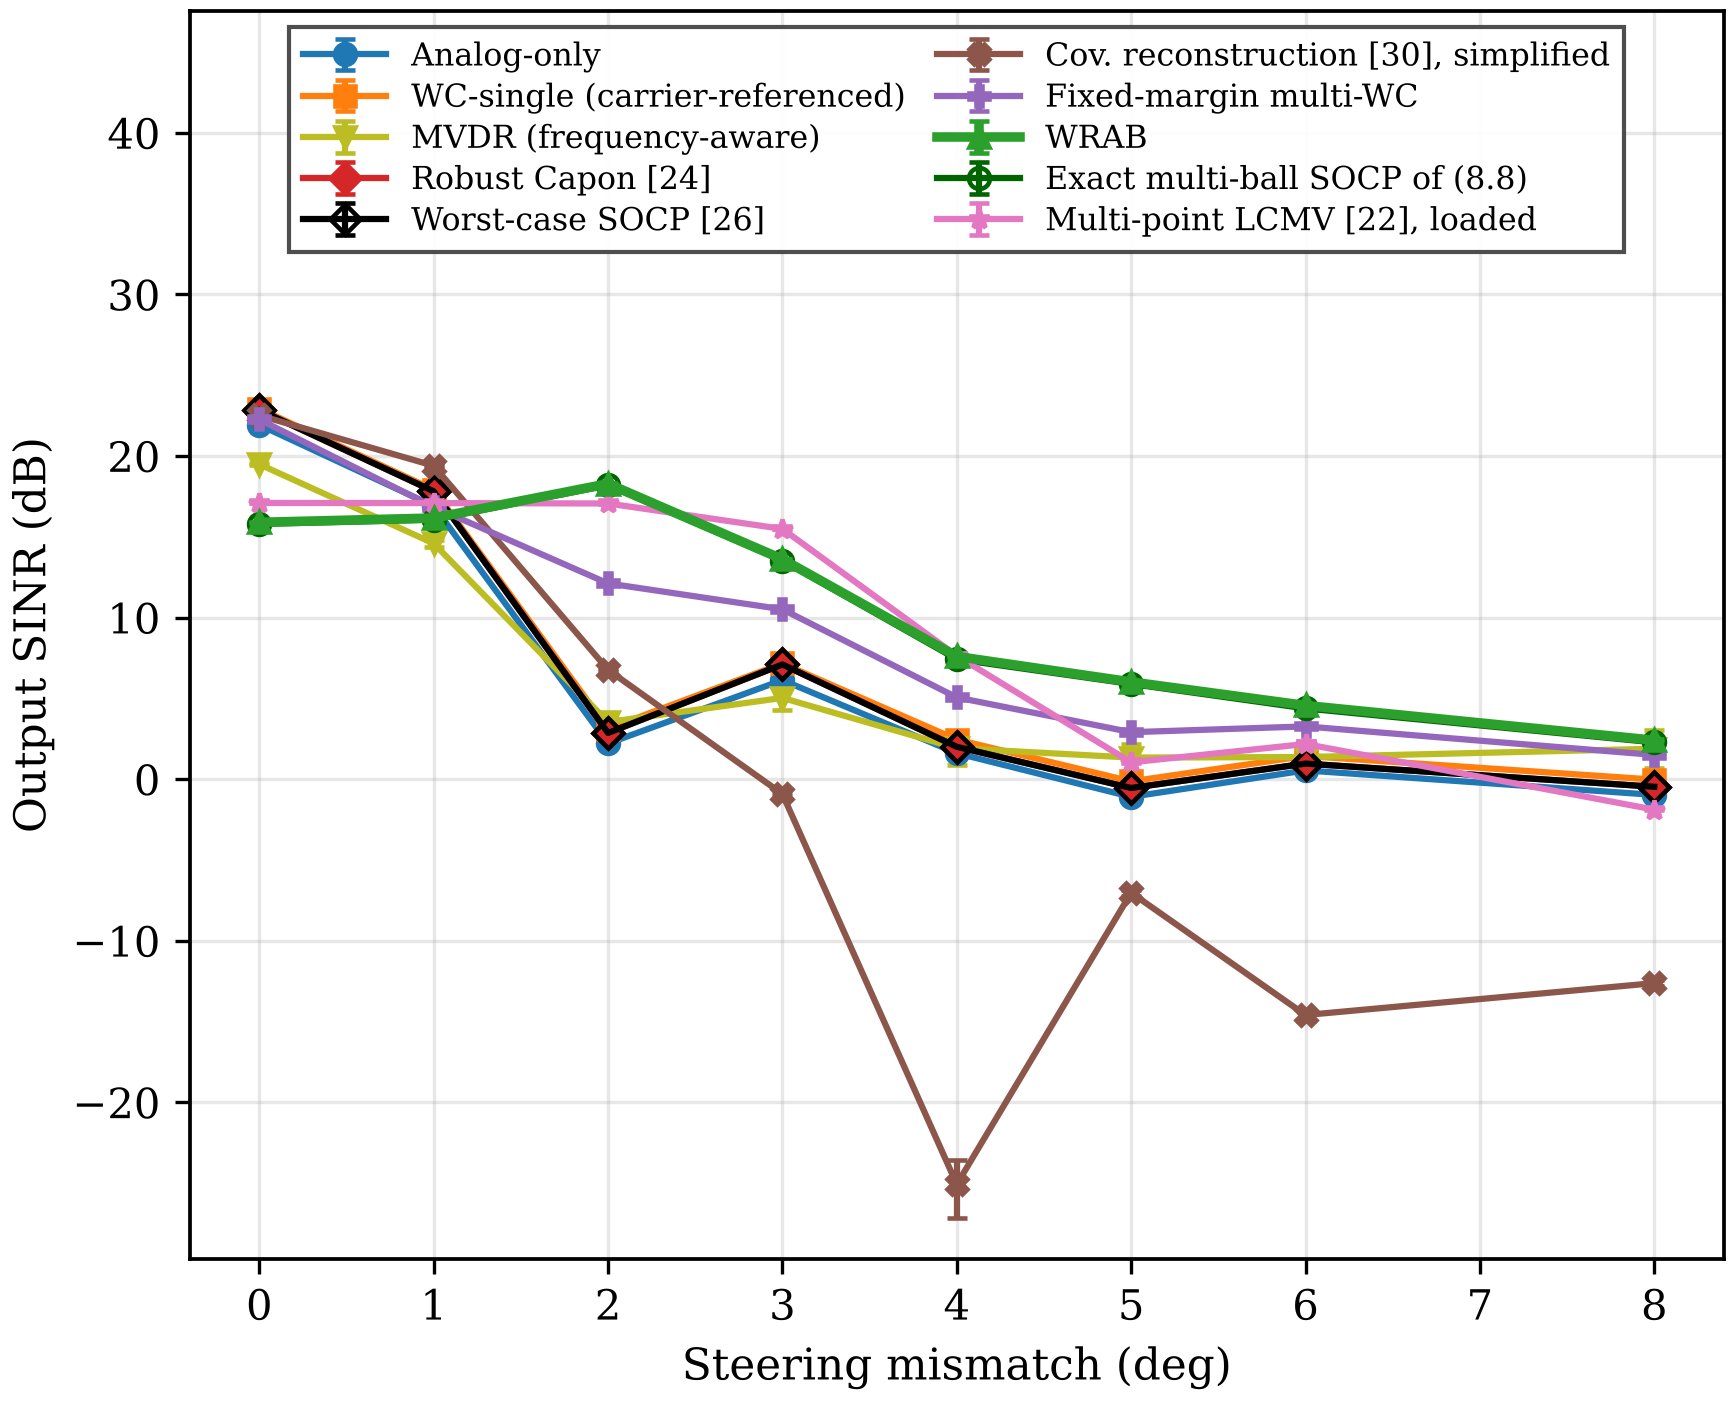 Analog-only
WC-single (carrier-referenced)
MVDR (frequency-aware)
Robust Capon [24]
Worst-case SOCP [26]
Cov. reconstruction [30], simplified
Fixed-margin multi-WC
WRAB
Exact multi-ball SOCP of (8.8)
Multi-point LCMV [22], loaded
Output SINR (dB)
40
30
20
10
0
−10
−20
0 1 2 3 4 5 6 7 8
Steering mismatch (deg)